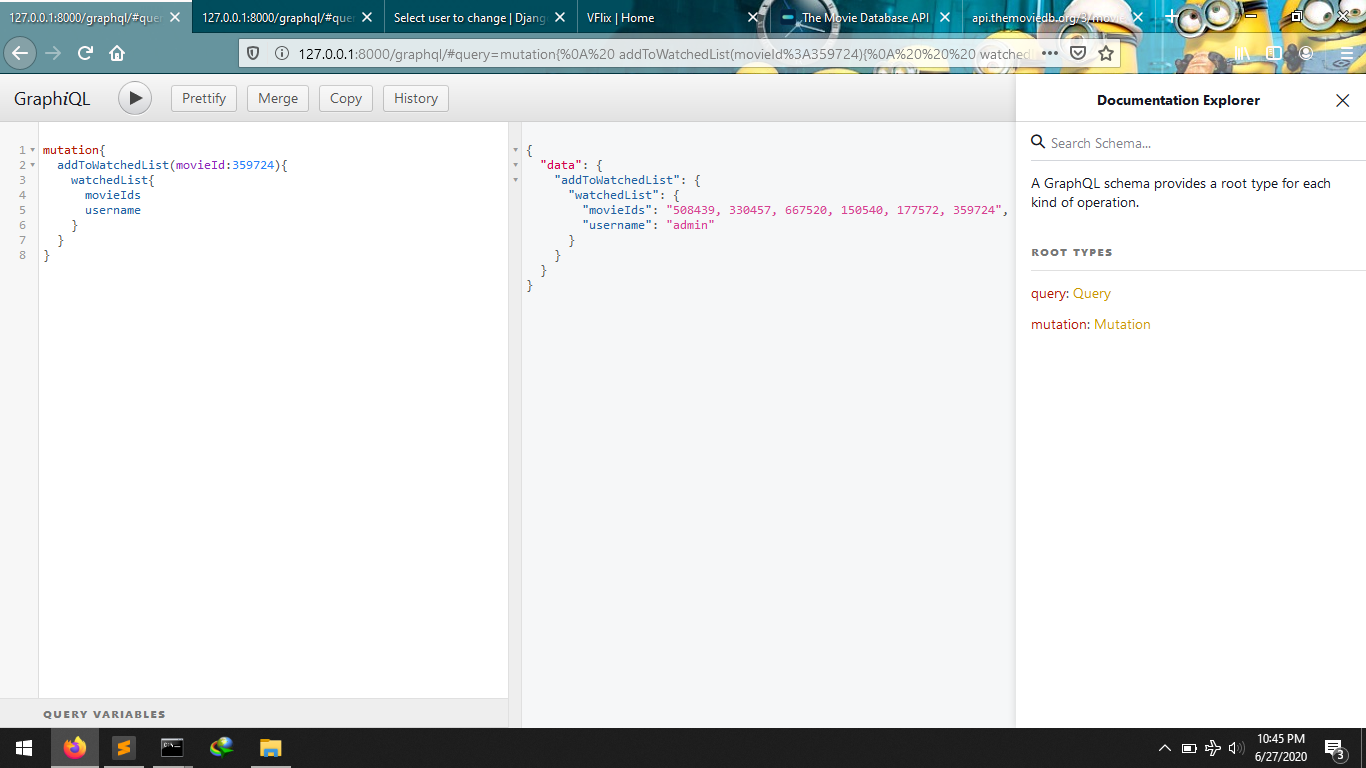 127.0.0.1:8000/graphql/#quer
127.0.0.1:8000/graphql/#quer
Select user to change | Djang
VFlix | Home
The Movie Database API
api.themoviedb.org/3/movie
127.0.0.1:8000/graphql/#query=mutation{%0A%20 addToWatchedList(movieId%3A359724){%0A%20%20%20 watchedl
GraphiQL
Prettify
Merge
Copy
History
Documentation Explorer
1 mutation{
2 addToWatchedList(movieId:359724){
3 watchedList{
4 movieIds
5 username
6 }
7 }
8 }
{
"data": {
"addToWatchedList": {
"watchedList": {
"movieIds": "508439, 330457, 667520, 150540, 177572, 359724",
"username": "admin"
}
}
}
}
Search Schema...
A GraphQL schema provides a root type for each
kind of operation.
ROOT TYPES
query: Query
mutation: Mutation
QUERY VARIABLES
10:45 PM
6/27/2020
3